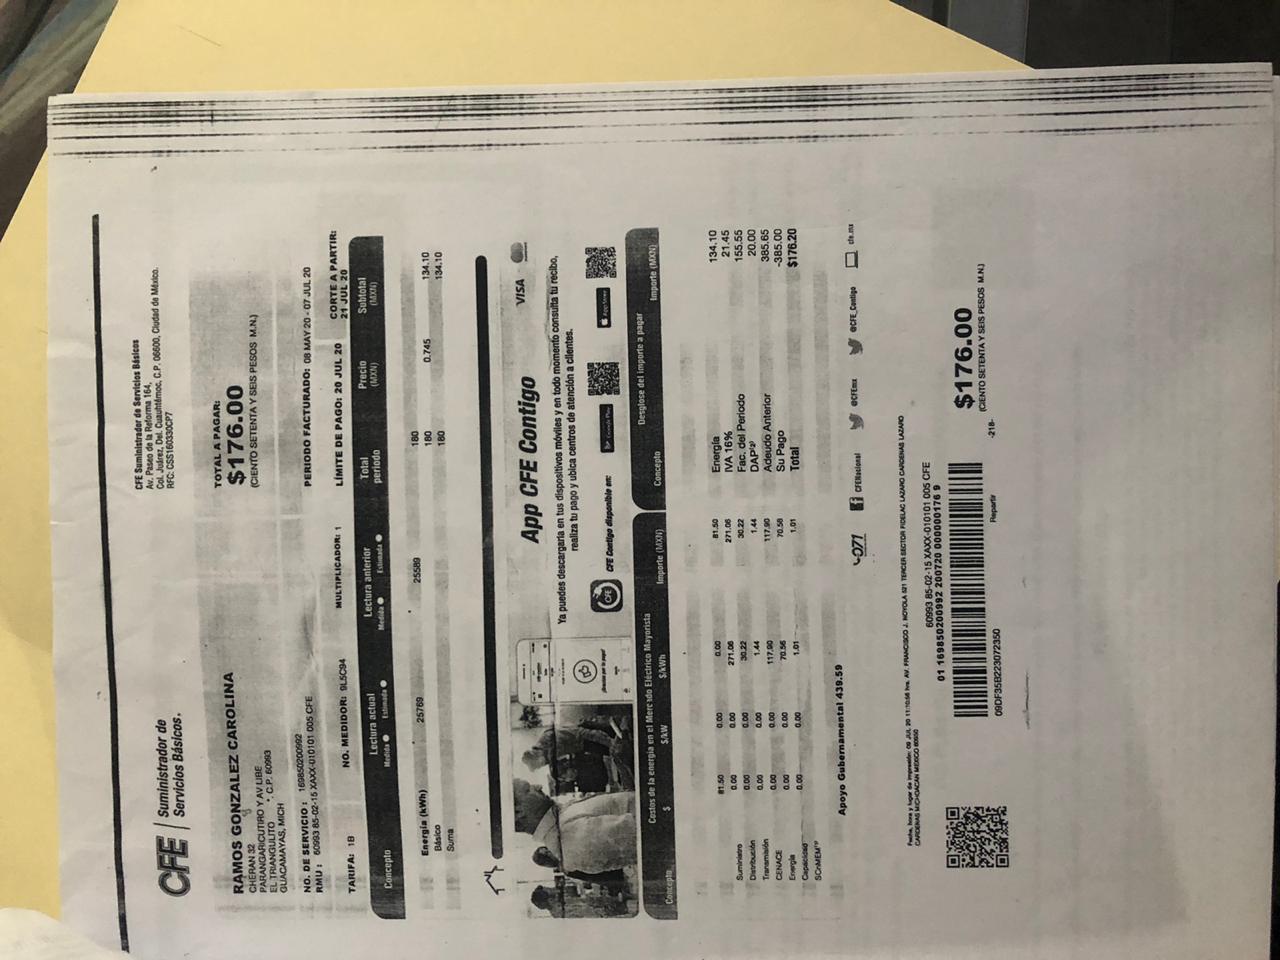 CFE Suministrador de
Servicios Básicos.
CFE Suministrador de Servicios Básicos
Av. Paseo de la Reforma 164,
Col. Juárez, Del. Cuauhtémoc, C.P. 06600, Ciudad de México.
RFC: CSS160330CP7
RAMOS GONZALEZ CAROLINA
CHERAN 32
PARANGARICUTIRO Y AV LIBE
EL TRIANGULITO *. C.P. 60993
GUACAMAYAS, MICH
TOTAL A PAGAR:
$176.00
(CIENTO SETENTA Y SEIS PESOS M.N.)
NO. DE SERVICIO : 169850200992
RMU : 60993 85-02-15 XAXX-010101 005 CFE
PERIODO FACTURADO: 08 MAY 20 - 07 JUL 20
TARIFA: 1B NO. MEDIDOR: 9L5C94 MULTIPLICADOR: 1 LÍMITE DE PAGO: 20 JUL 20 CORTE A PARTIR:
21 JUL 20
Concepto Lectura actual Lectura anterior Total periodo Precio (MXN) Subtotal (MXN)
Medida Estimada Medida Estimada
Energía (kWh) 25769 25589 180
Básico 180 0.745 134.10
Suma 180 134.10
VISA
App CFE Contigo
Ya puedes descargarla en tus dispositivos móviles y en todo momento consulta tu recibo,
realiza tu pago y ubica centros de atención a clientes.
CFE CFE Contigo disponible en: Google Play App Store
Costos de la energía en el Mercado Eléctrico Mayorista
Concepto $ $/kW $/kWh Importe (MXN)
Suministro 81.50 0.00 0.00 81.50
Distribución 0.00 0.00 271.06 271.06
Transmisión 0.00 0.00 30.22 30.22
CENACE 0.00 0.00 1.44 1.44
Energía 0.00 0.00 117.90 117.90
Capacidad 0.00 0.00 70.56 70.56
SCnMEM 0.00 0.00 1.01 1.01
Desglose del importe a pagar
Concepto Importe (MXN)
Energía 134.10
IVA 16% 21.45
Fac. del Periodo 155.55
DAP 20.00
Adeudo Anterior 385.65
Su Pago -385.00
Total $176.20
Apoyo Gubernamental 439.59
071 CFENacional @CFEmx @CFE_Contigo cfe.mx
Fecha, hora y lugar de impresión: 09 JUL 20 11:10:56 hrs. AV. FRANCISCO J. NOYOLA 521 TERCER SECTOR FIDELAC LAZARO CARDENAS LAZARO
CARDENAS MICHOACAN MEXICO 60950
60993 85-02-15 XAXX-010101 005 CFE
01 169850200992 200720 000000176 9
09DF35B223072350
Repartir
-218-
$176.00
(CIENTO SETENTA Y SEIS PESOS M.N.)